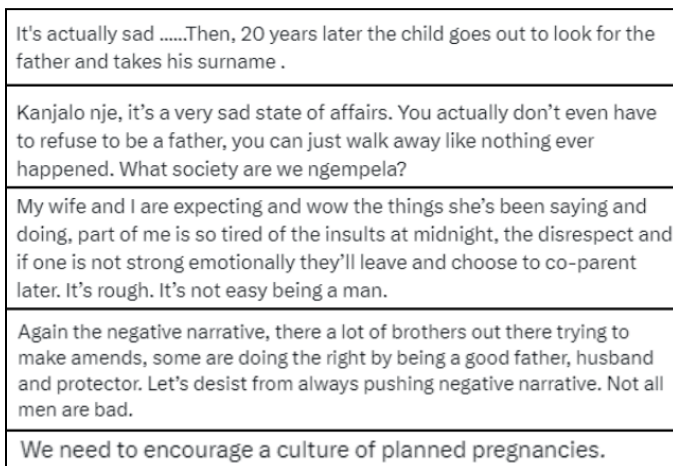 It's actually sad ......Then, 20 years later the child goes out to look for the
father and takes his surname .
Kanjalo nje, it's a very sad state of affairs. You actually don't even have
to refuse to be a father, you can just walk away like nothing ever
happened. What society are we ngempela?
My wife and I are expecting and wow the things she's been saying and
doing, part of me is so tired of the insults at midnight, the disrespect and
if one is not strong emotionally they'll leave and choose to co-parent
later. It's rough. It's not easy being a man.
Again the negative narrative, there a lot of brothers out there trying to
make amends, some are doing the right by being a good father, husband
and protector. Let's desist from always pushing negative narrative. Not all
men are bad.
We need to encourage a culture of planned pregnancies.